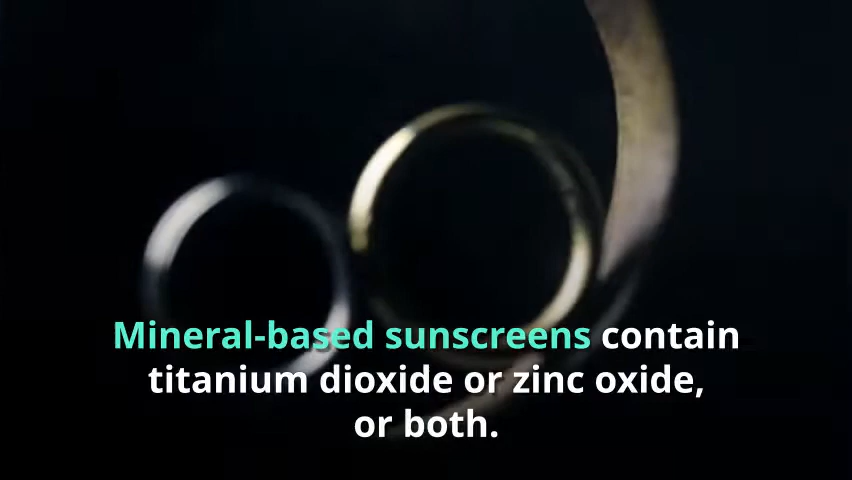 Mineral-based sunscreens contain
titanium dioxide or zinc oxide,
or both.